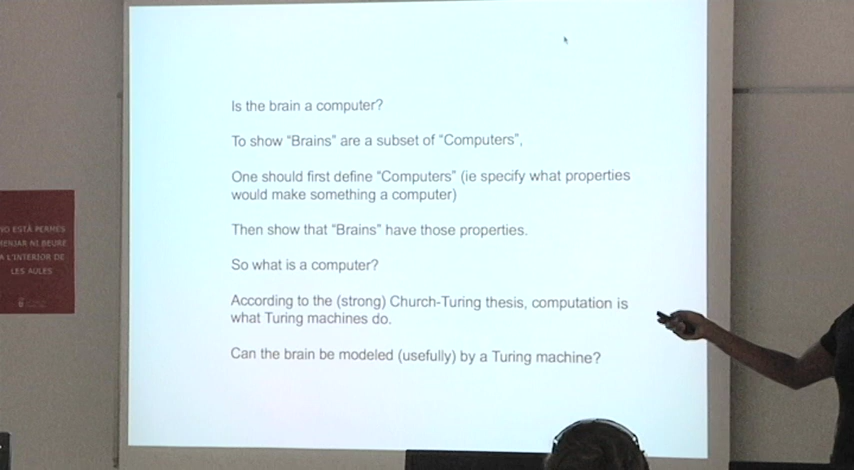 Is the brain a computer?
To show "Brains" are a subset of "Computers",
One should first define "Computers" (ie specify what properties
would make something a computer)
Then show that "Brains" have those properties.
So what is a computer?
According to the (strong) Church-Turing thesis, computation is
what Turing machines do.
Can the brain be modeled (usefully) by a Turing machine?
NO ESTÀ PERMÈS
MENJAR NI BEURE
A L'INTERIOR DE
LES AULES